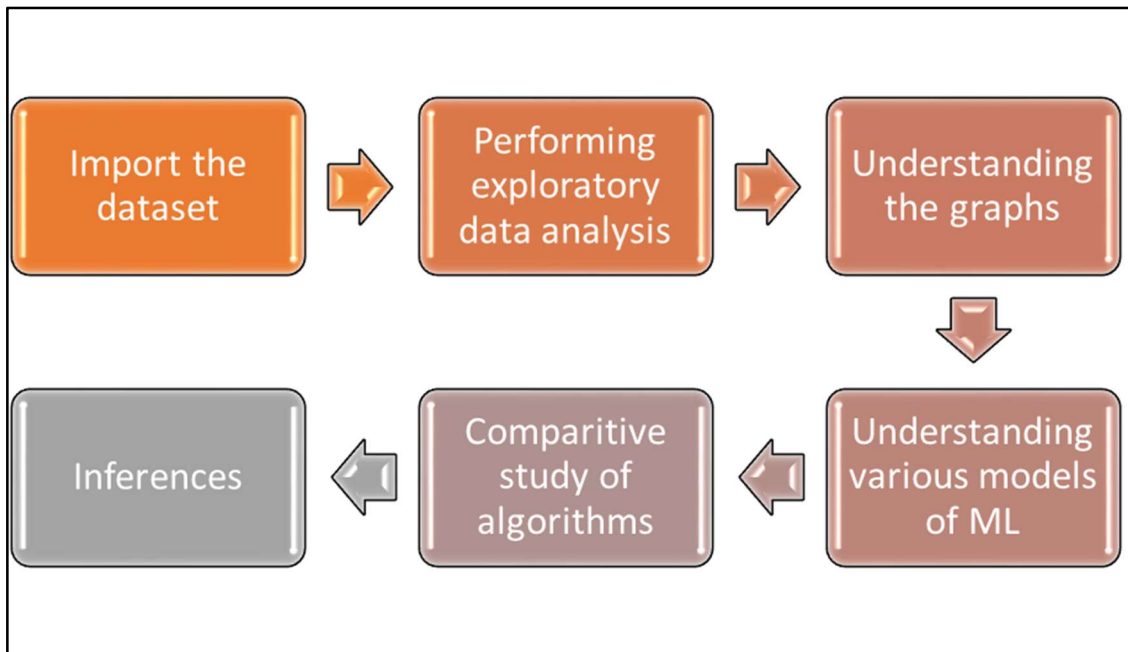 Import the
dataset
Performing
exploratory
data analysis
Understanding
the graphs
Understanding
various models
of ML
Comparitive
study of
algorithms
Inferences